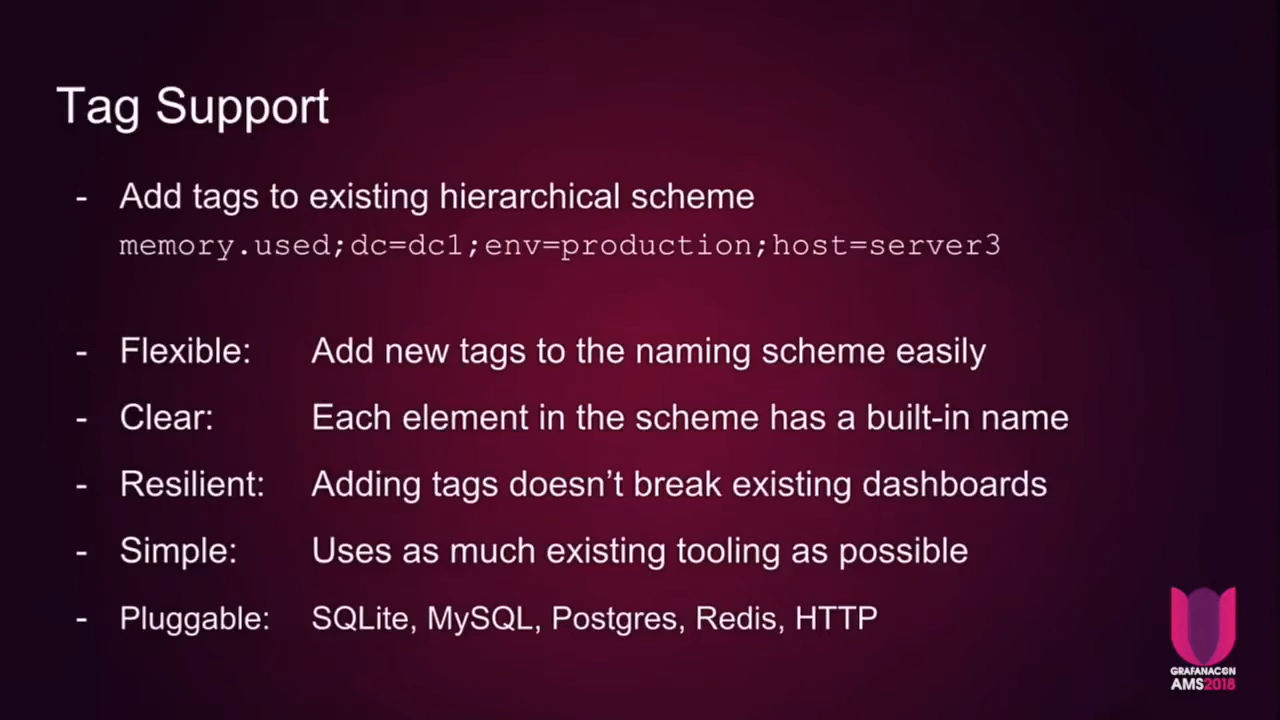 Tag Support
- Add tags to existing hierarchical scheme
memory.used;dc=dc1;env=production;host=server3
- Flexible: Add new tags to the naming scheme easily
- Clear: Each element in the scheme has a built-in name
- Resilient: Adding tags doesn’t break existing dashboards
- Simple: Uses as much existing tooling as possible
- Pluggable: SQLite, MySQL, Postgres, Redis, HTTP
GRAFANACON
AMS2018